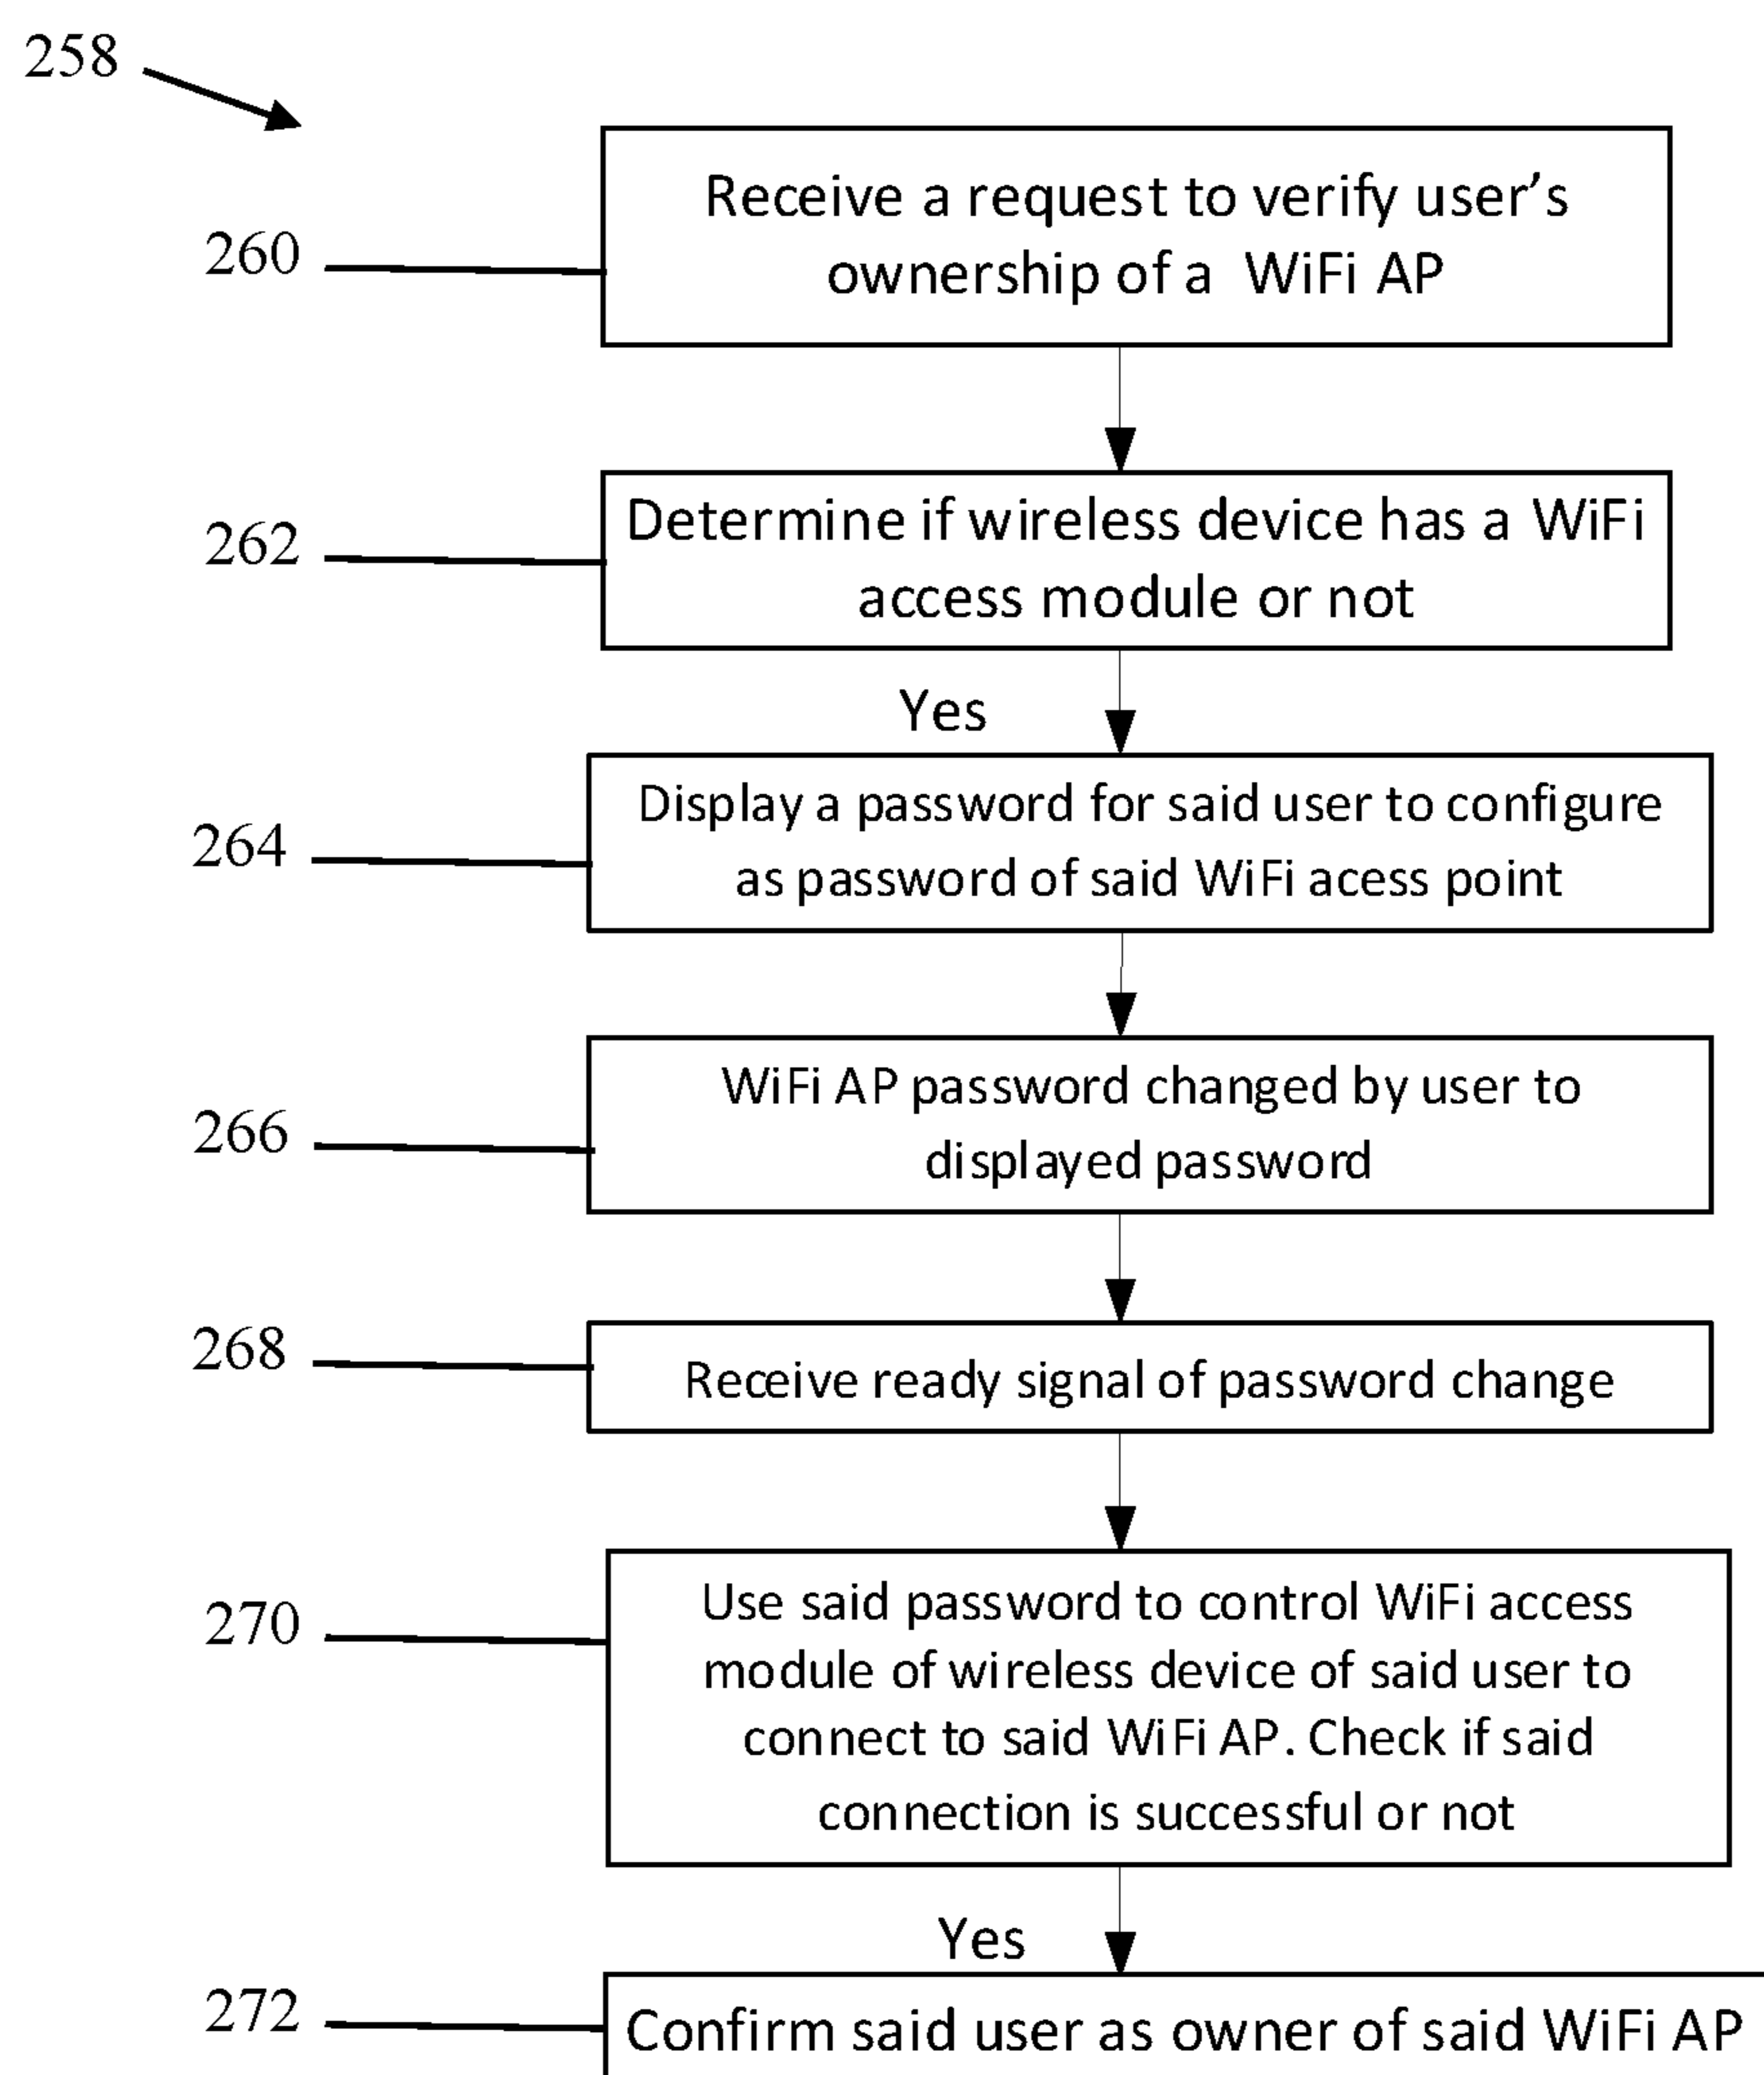 258
260
Receive a request to verify user's
ownership of a WiFi AP
262
Determine if wireless device has a WiFi
access module or not
Yes
264
Display a password for said user to configure
as password of said WiFi acess point
266
WiFi AP password changed by user to
displayed password
268
Receive ready signal of password change
270
Use said password to control WiFi access
module of wireless device of said user to
connect to said WiFi AP. Check if said
connection is successful or not
Yes
272
Confirm said user as owner of said WiFi AP